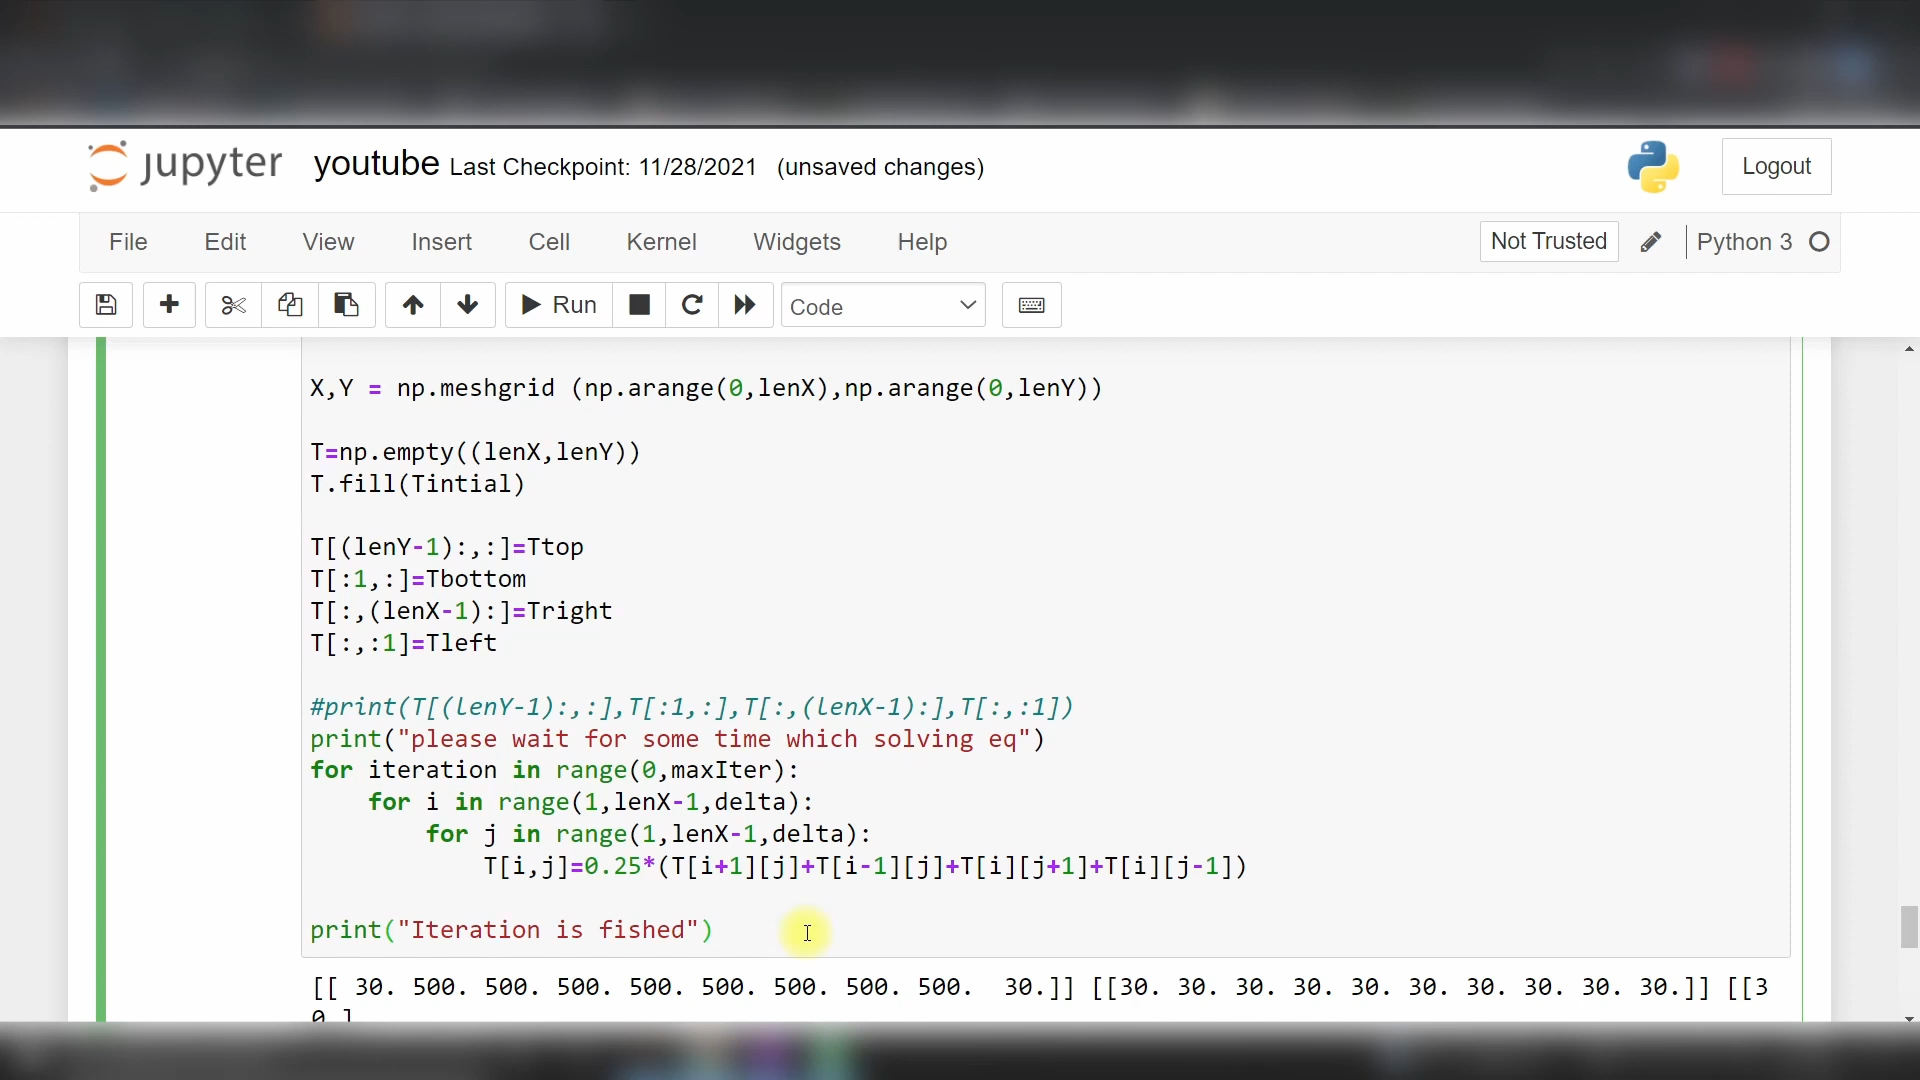 jupyter youtube Last Checkpoint: 11/28/2021 (unsaved changes) Logout
File Edit View Insert Cell Kernel Widgets Help Not Trusted Python 3
Run Code
X,Y = np.meshgrid (np.arange(0,lenX),np.arange(0,lenY))
T=np.empty((lenX,lenY))
T.fill(Tintial)
T[(lenY-1):,:]=Ttop
T[:1,:]=Tbottom
T[:,(lenX-1):]=Tright
T[:,:1]=Tleft
#print(T[(lenY-1):,:],T[:1,:],T[:,(lenX-1):],T[:,:1])
print("please wait for some time which solving eq")
for iteration in range(0,maxIter):
    for i in range(1,lenX-1,delta):
        for j in range(1,lenX-1,delta):
            T[i,j]=0.25*(T[i+1][j]+T[i-1][j]+T[i][j+1]+T[i][j-1])
print("Iteration is fished")
[[ 30. 500. 500. 500. 500. 500. 500. 500. 500.  30.]] [[30. 30. 30. 30. 30. 30. 30. 30. 30. 30.]] [[3
0.]